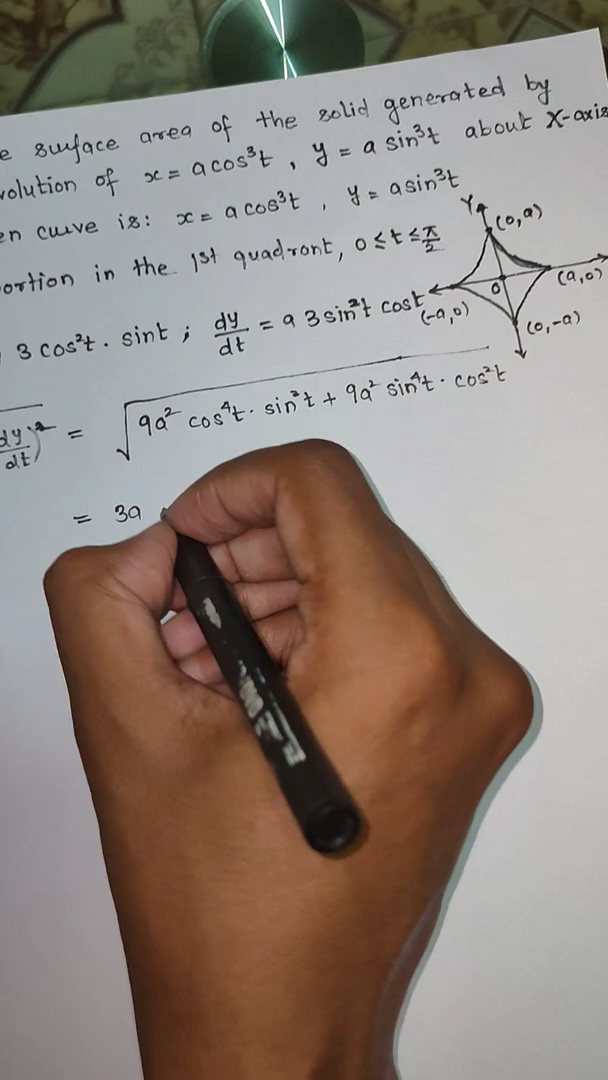 e surface area of the solid generated by
volution of x = a cos³t , y = a sin³t about X-axis
en curve is: x = a cos³t , y = asin³t
ortion in the 1st quadront, 0 ≤ t ≤ π/2
Y (0,a)
0 (a,0)
(-a,0)
(0,-a)
3 cos²t · sint ; dy/dt = a 3 sin²t cost
dy/dt)² = √(9a² cos⁴t · sin²t + 9a² sin⁴t · cos²t
= 3a